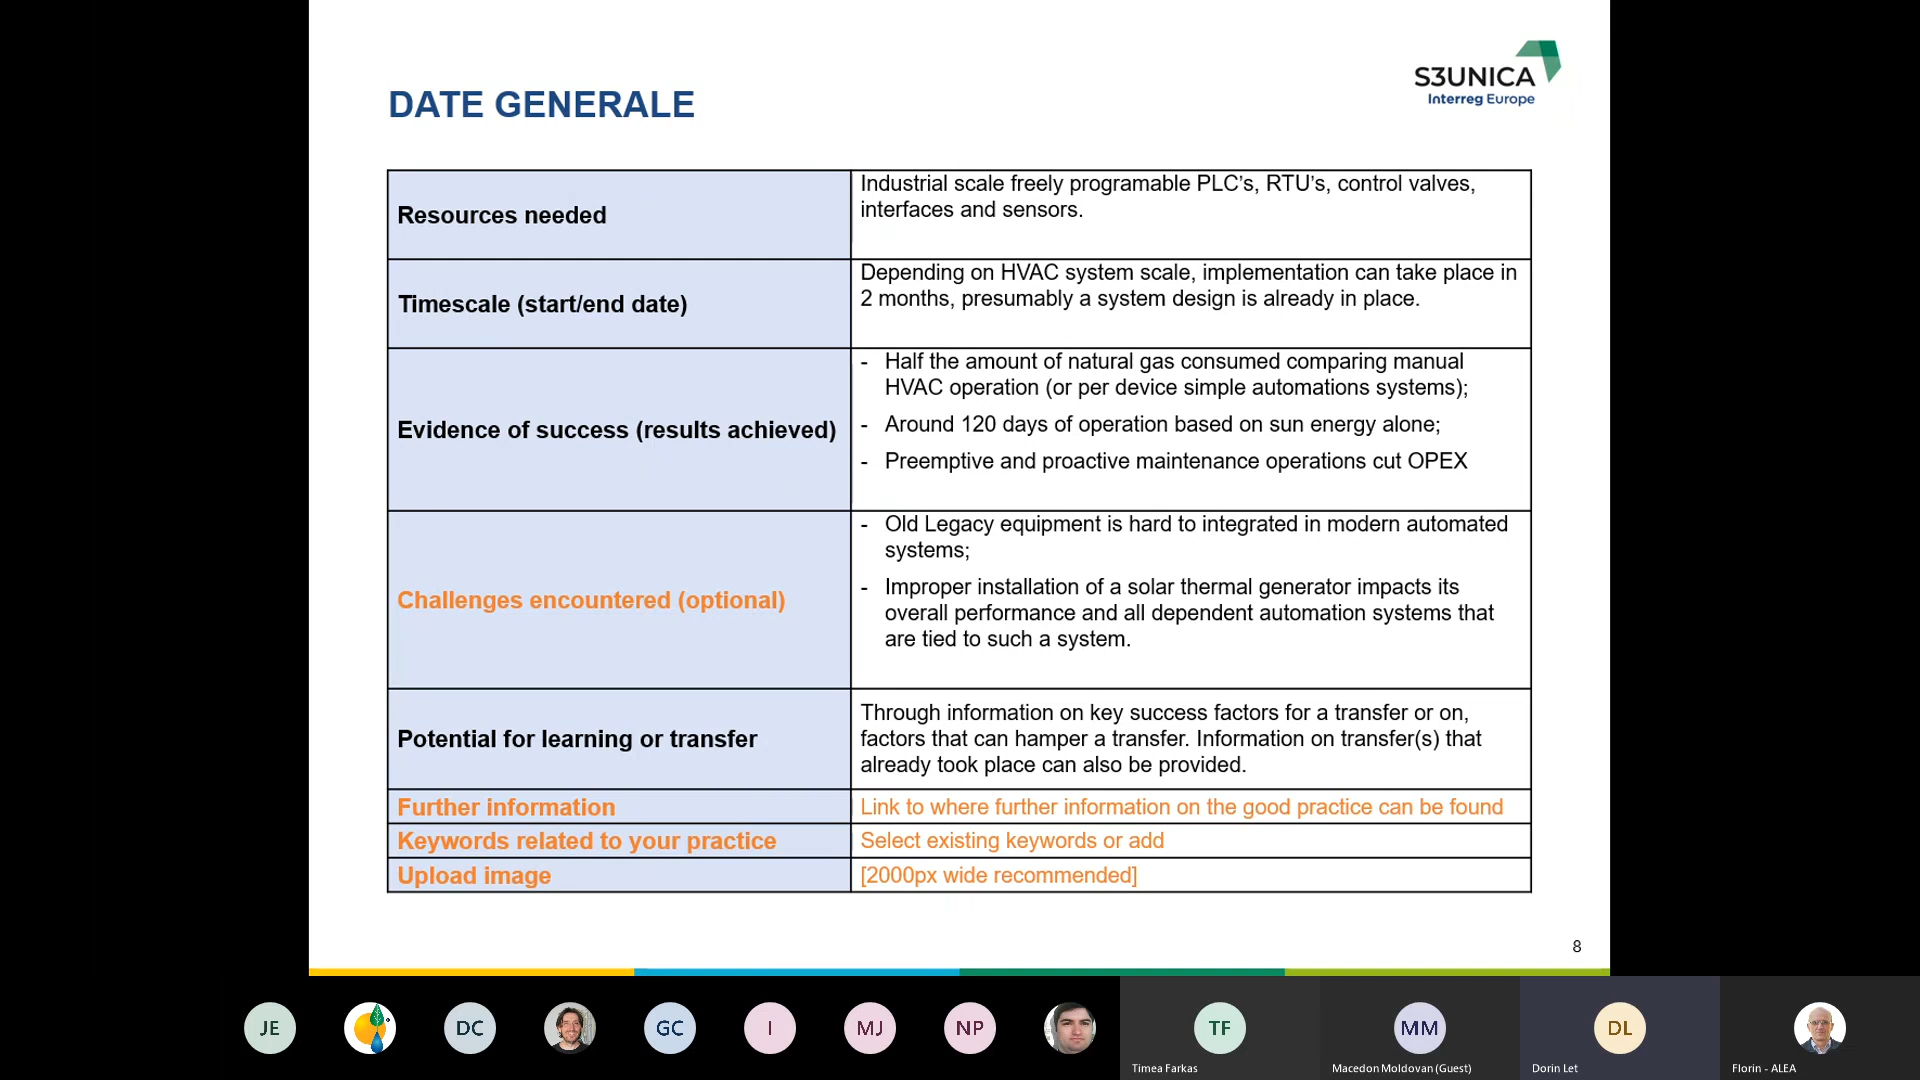 S3UNICA
Interreg Europe
DATE GENERALE
Resources needed
Industrial scale freely programable PLC's, RTU's, control valves,
interfaces and sensors.
Timescale (start/end date)
Depending on HVAC system scale, implementation can take place in
2 months, presumably a system design is already in place.
Evidence of success (results achieved)
- Half the amount of natural gas consumed comparing manual
HVAC operation (or per device simple automations systems);
- Around 120 days of operation based on sun energy alone;
- Preemptive and proactive maintenance operations cut OPEX
Challenges encountered (optional)
- Old Legacy equipment is hard to integrated in modern automated
systems;
- Improper installation of a solar thermal generator impacts its
overall performance and all dependent automation systems that
are tied to such a system.
Potential for learning or transfer
Through information on key success factors for a transfer or on,
factors that can hamper a transfer. Information on transfer(s) that
already took place can also be provided.
Further information
Link to where further information on the good practice can be found
Keywords related to your practice
Select existing keywords or add
Upload image
[2000px wide recommended]
8
JE
DC
GC
I
MJ
NP
TF
MM
DL
Timea Farkas
Macedon Moldovan (Guest)
Dorin Let
Florin - ALEA